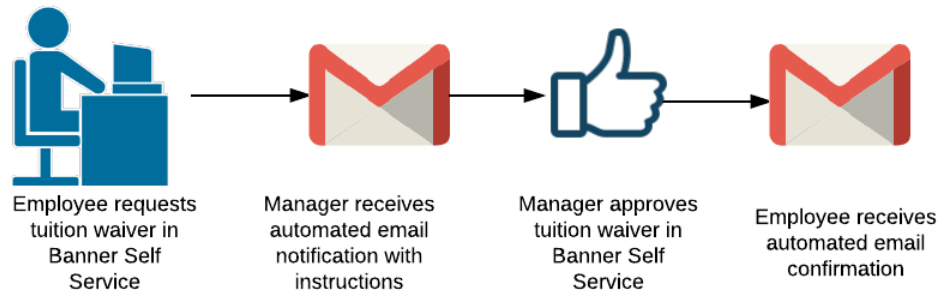 Employee requests
tuition waiver in
Banner Self
Service
Manager receives
automated email
notification with
instructions
Manager approves
tuition waiver in
Banner Self
Service
Employee receives
automated email
confirmation